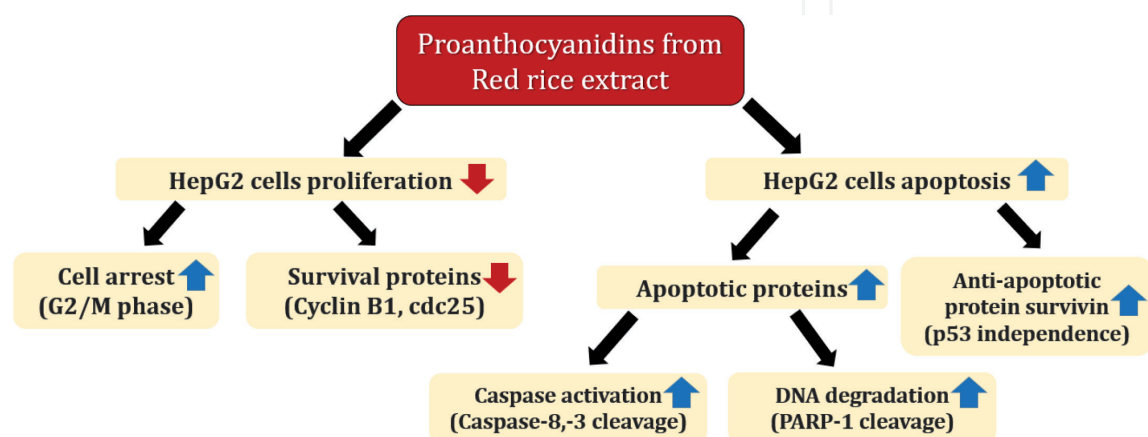 Proanthocyanidins from
Red rice extract
HepG2 cells proliferation
HepG2 cells apoptosis
Cell arrest
(G2/M phase)
Survival proteins
(Cyclin B1, cdc25)
Apoptotic proteins
Anti-apoptotic
protein survivin
(p53 independence)
Caspase activation
(Caspase-8,-3 cleavage)
DNA degradation
(PARP-1 cleavage)